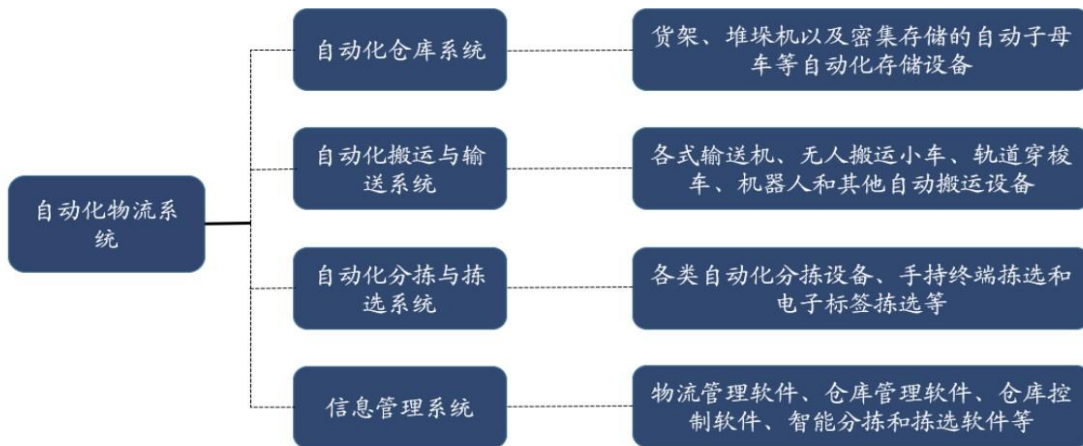 自动化仓库系统
货架、堆垛机以及密集存储的自动子母
车等自动化存储设备
自动化搬运与输
送系统
各式输送机、无人搬运小车、轨道穿梭
车、机器人和其他自动搬运设备
自动化物流系
统
自动化分拣与拣
选系统
各类自动化分拣设备、手持终端拣选和
电子标签拣选等
信息管理系统
物流管理软件、仓库管理软件、仓库控
制软件、智能分拣和拣选软件等